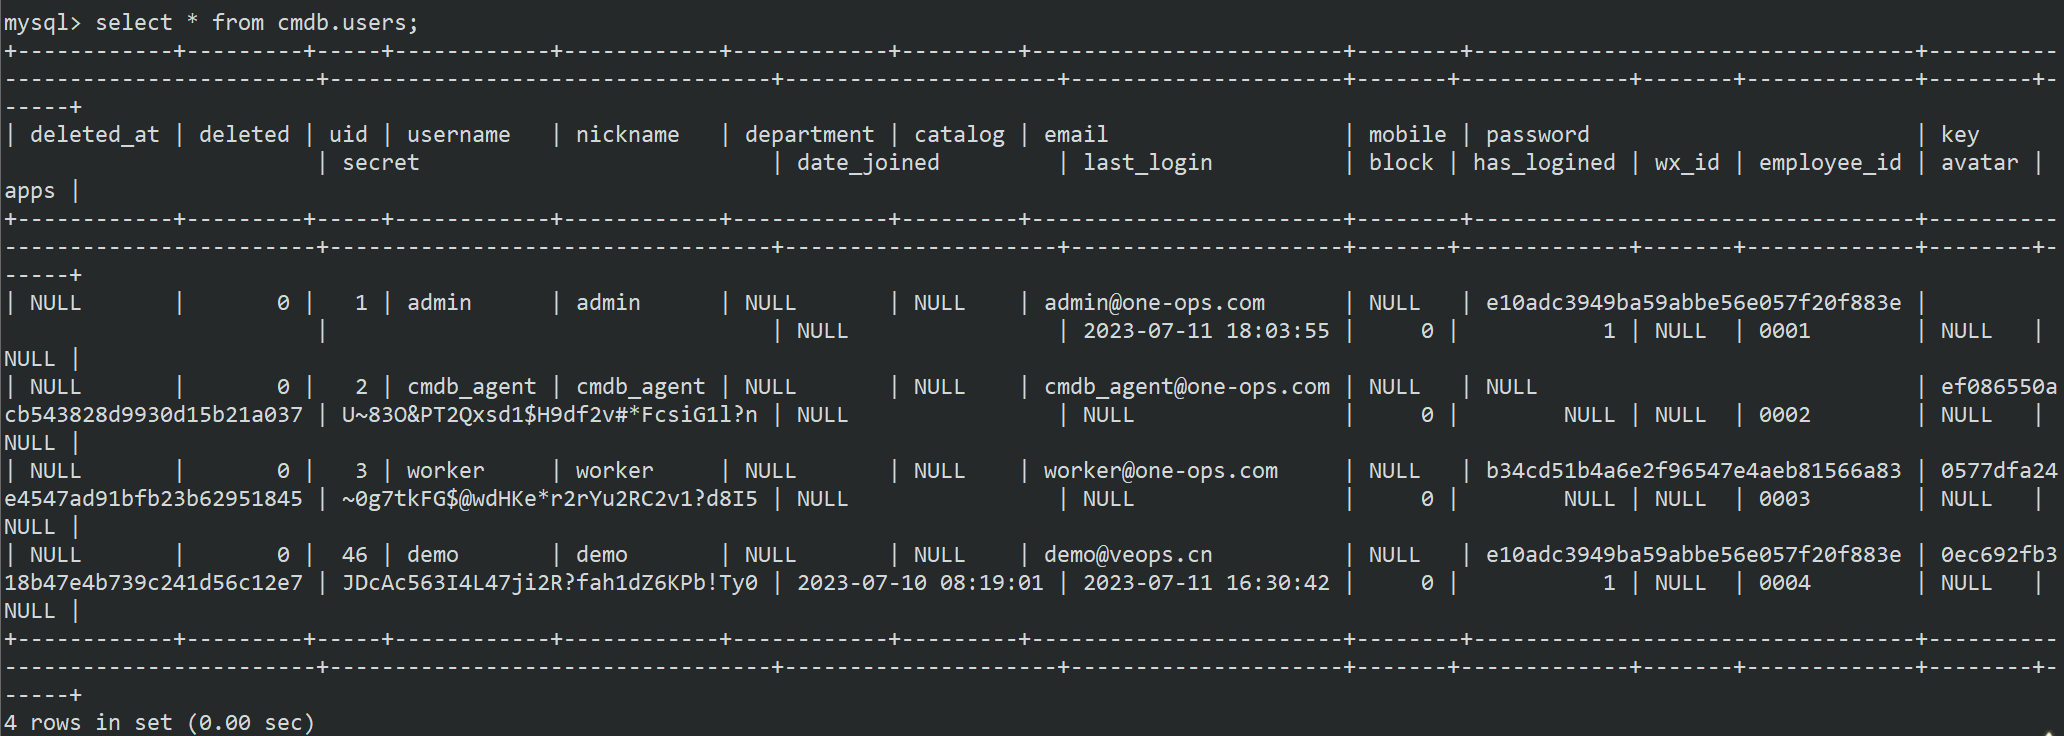 mysql> select * from cmdb.users;
+------------+---------+-----+------------+------------+------------+---------+------------------------+--------+----------------------------------+----------
------------------------+----------------------------------+---------------------+---------------------+-------+-------------+-------+-------------+--------+-
-----+
| deleted_at | deleted | uid | username   | nickname   | department | catalog | email                  | mobile | password                         | key
                        | secret                           | date_joined         | last_login          | block | has_logined | wx_id | employee_id | avatar |
apps |
+------------+---------+-----+------------+------------+------------+---------+------------------------+--------+----------------------------------+----------
------------------------+----------------------------------+---------------------+---------------------+-------+-------------+-------+-------------+--------+-
-----+
| NULL       |       0 |   1 | admin      | admin      | NULL       | NULL    | admin@one-ops.com      | NULL   | e10adc3949ba59abbe56e057f20f883e |
                        |                                  | NULL                | 2023-07-11 18:03:55 |     0 |           1 | NULL  | 0001        | NULL   |
NULL |
| NULL       |       0 |   2 | cmdb_agent | cmdb_agent | NULL       | NULL    | cmdb_agent@one-ops.com | NULL   | NULL                             | ef086550a
cb543828d9930d15b21a037 | U~83O&PT2Qxsd1$H9df2v#*FcsiG1l?n | NULL                | NULL                |     0 |        NULL | NULL  | 0002        | NULL   |
NULL |
| NULL       |       0 |   3 | worker     | worker     | NULL       | NULL    | worker@one-ops.com     | NULL   | b34cd51b4a6e2f96547e4aeb81566a83 | 0577dfa24
e4547ad91bfb23b62951845 | ~0g7tkFG$@wdHKe*r2rYu2RC2v1?d8I5 | NULL                | NULL                |     0 |        NULL | NULL  | 0003        | NULL   |
NULL |
| NULL       |       0 |  46 | demo       | demo       | NULL       | NULL    | demo@veops.cn          | NULL   | e10adc3949ba59abbe56e057f20f883e | 0ec692fb3
18b47e4b739c241d56c12e7 | JDcAc563I4L47ji2R?fah1dZ6KPb!Ty0 | 2023-07-10 08:19:01 | 2023-07-11 16:30:42 |     0 |           1 | NULL  | 0004        | NULL   |
NULL |
+------------+---------+-----+------------+------------+------------+---------+------------------------+--------+----------------------------------+----------
------------------------+----------------------------------+---------------------+---------------------+-------+-------------+-------+-------------+--------+-
-----+
4 rows in set (0.00 sec)